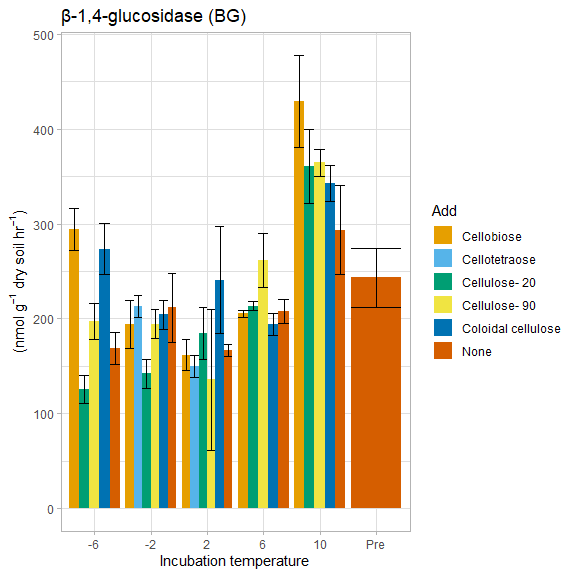 β-1,4-glucosidase (BG)
(nmol g⁻¹ dry soil hr⁻¹)
500
400
300
200
100
0
-6 -2 2 6 10 Pre
Incubation temperature
Add
Cellobiose
Cellotetraose
Cellulose- 20
Cellulose- 90
Coloidal cellulose
None